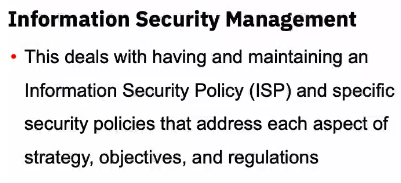 Information Security Management
• This deals with having and maintaining an
Information Security Policy (ISP) and specific
security policies that address each aspect of
strategy, objectives, and regulations